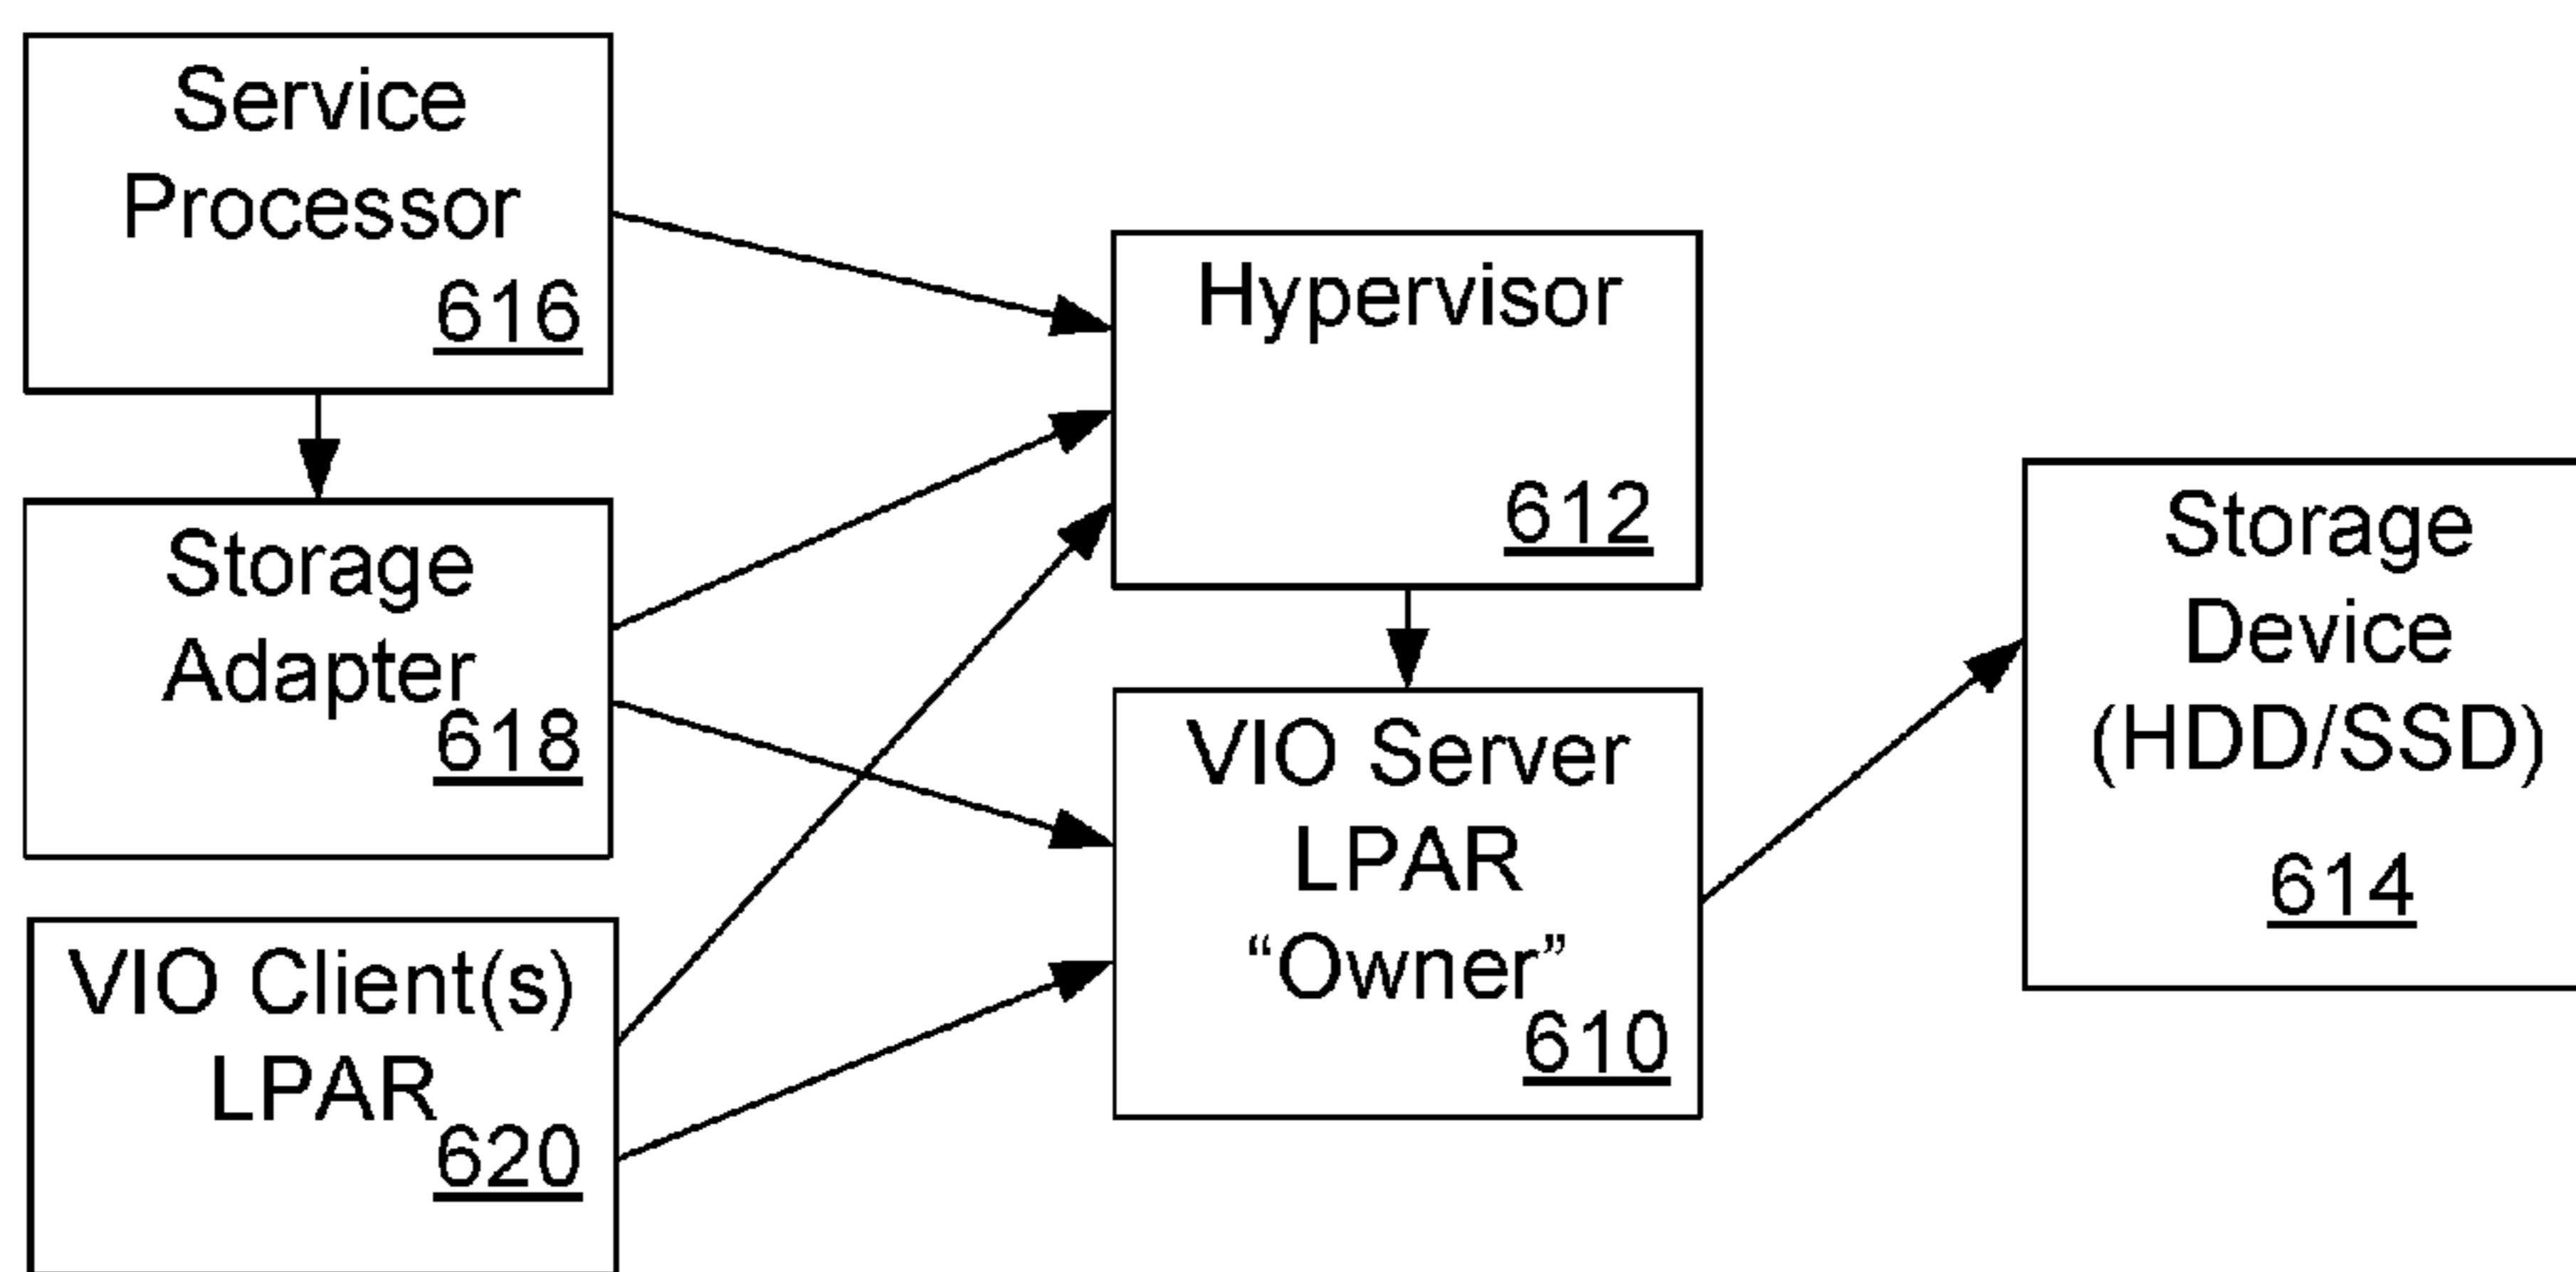 Service
Processor
616
Hypervisor
612
Storage
Adapter
618
VIO Server
LPAR
“Owner”
610
Storage
Device
(HDD/SSD)
614
VIO Client(s)
LPAR
620